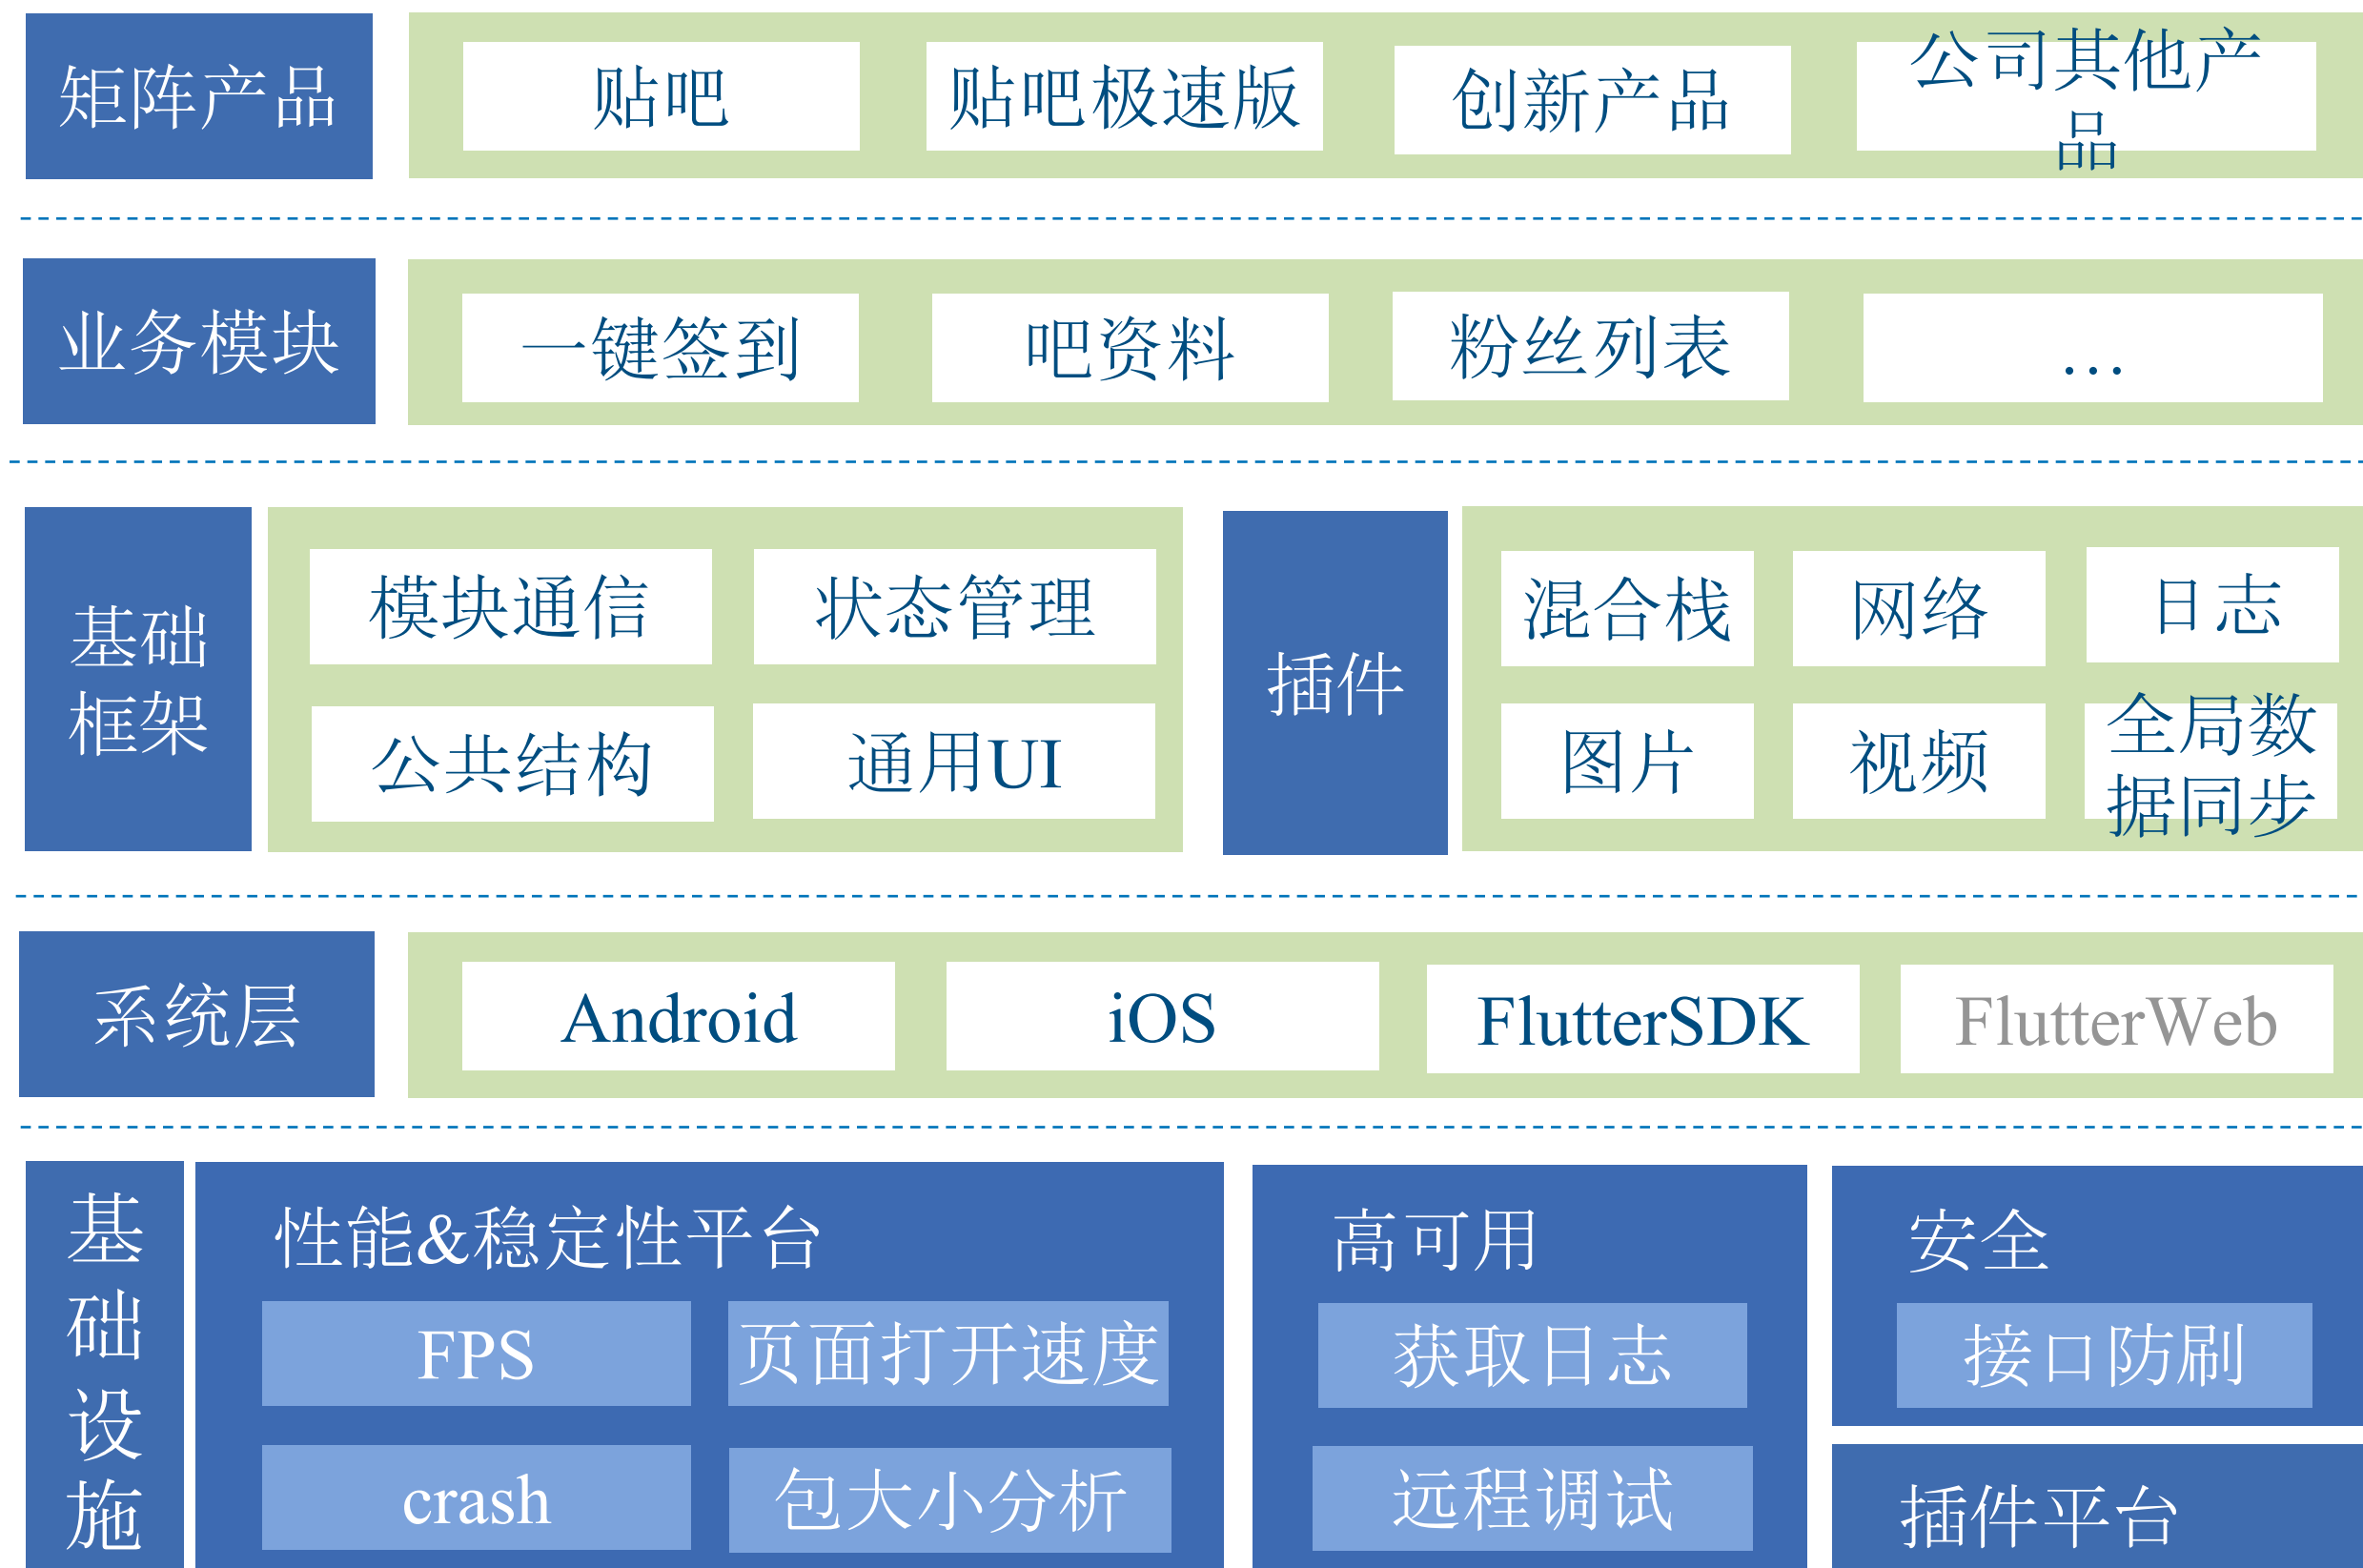 矩阵产品
贴吧
贴吧极速版
创新产品
公司其他产
品
业务模块
一键签到
吧资料
粉丝列表
...
基础
框架
模块通信
状态管理
公共结构
通用UI
插件
混合栈
网络
日志
图片
视频
全局数
据同步
系统层
Android
iOS
FlutterSDK
FlutterWeb
基
础
设
施
性能&稳定性平台
FPS
页面打开速度
crash
包大小分析
高可用
获取日志
远程调试
安全
接口防刷
插件平台